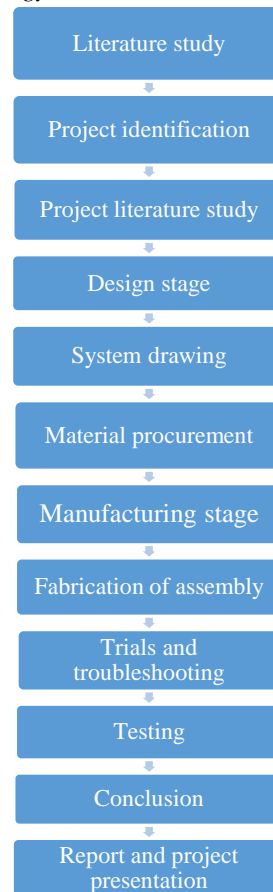 gy
Literature study
Project identification
Project literature study
Design stage
System drawing
Material procurement
Manufacturing stage
Fabrication of assembly
Trials and
troubleshooting
Testing
Conclusion
Report and project
presentation